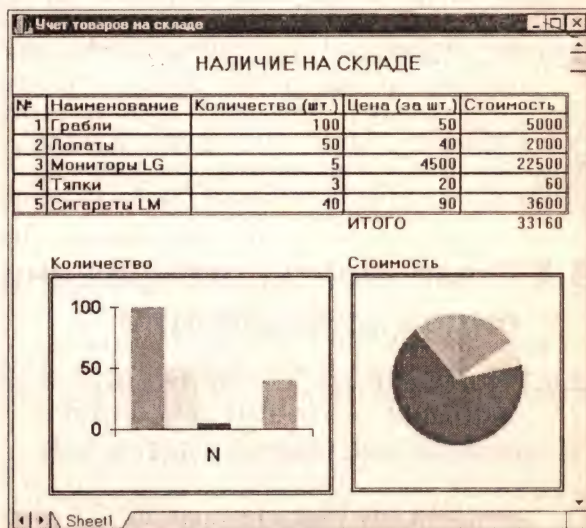 Учет товаров на складе
НАЛИЧИЕ НА СКЛАДЕ
№ Наименование Количество (шт.) Цена (за шт.) Стоимость
1 Грабли 100 50 5000
2 Лопаты 50 40 2000
3 Мониторы LG 5 4500 22500
4 Тяпки 3 20 60
5 Сигареты LM 40 90 3600
ИТОГО 33160
Количество
100
50
0
N
Стоимость
Sheet1